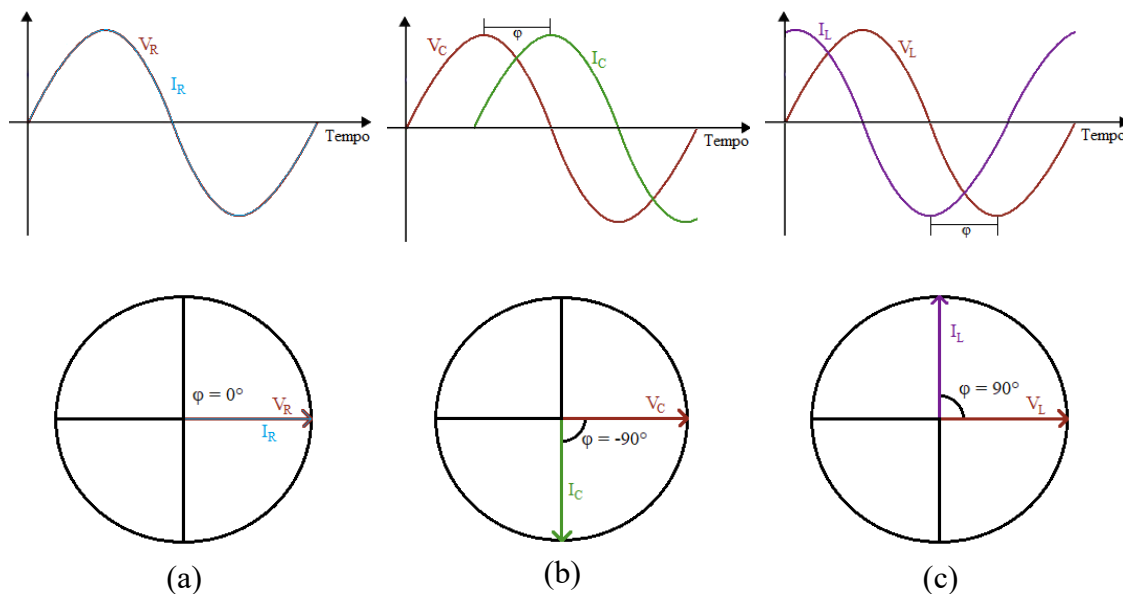 V_R
I_R
Tempo
φ
V_C
I_C
Tempo
I_L
V_L
Tempo
φ
φ = 0°
V_R
I_R
V_C
φ = -90°
I_C
I_L
φ = 90°
V_L
(a)
(b)
(c)